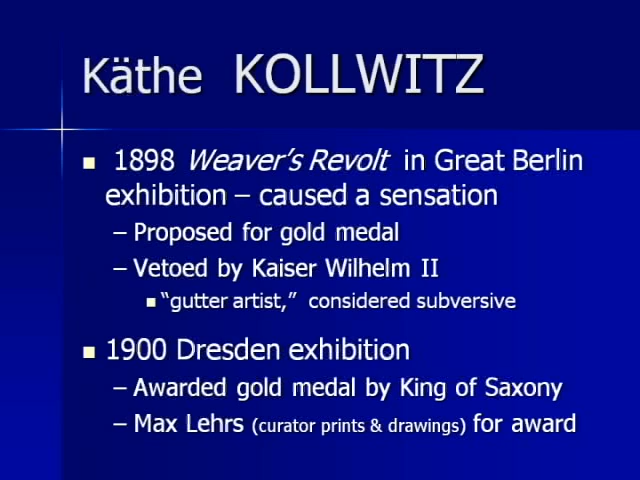 Käthe KOLLWITZ
■ 1898 Weaver's Revolt in Great Berlin
exhibition – caused a sensation
– Proposed for gold medal
– Vetoed by Kaiser Wilhelm II
■ "gutter artist," considered subversive
■ 1900 Dresden exhibition
– Awarded gold medal by King of Saxony
– Max Lehrs (curator prints & drawings) for award